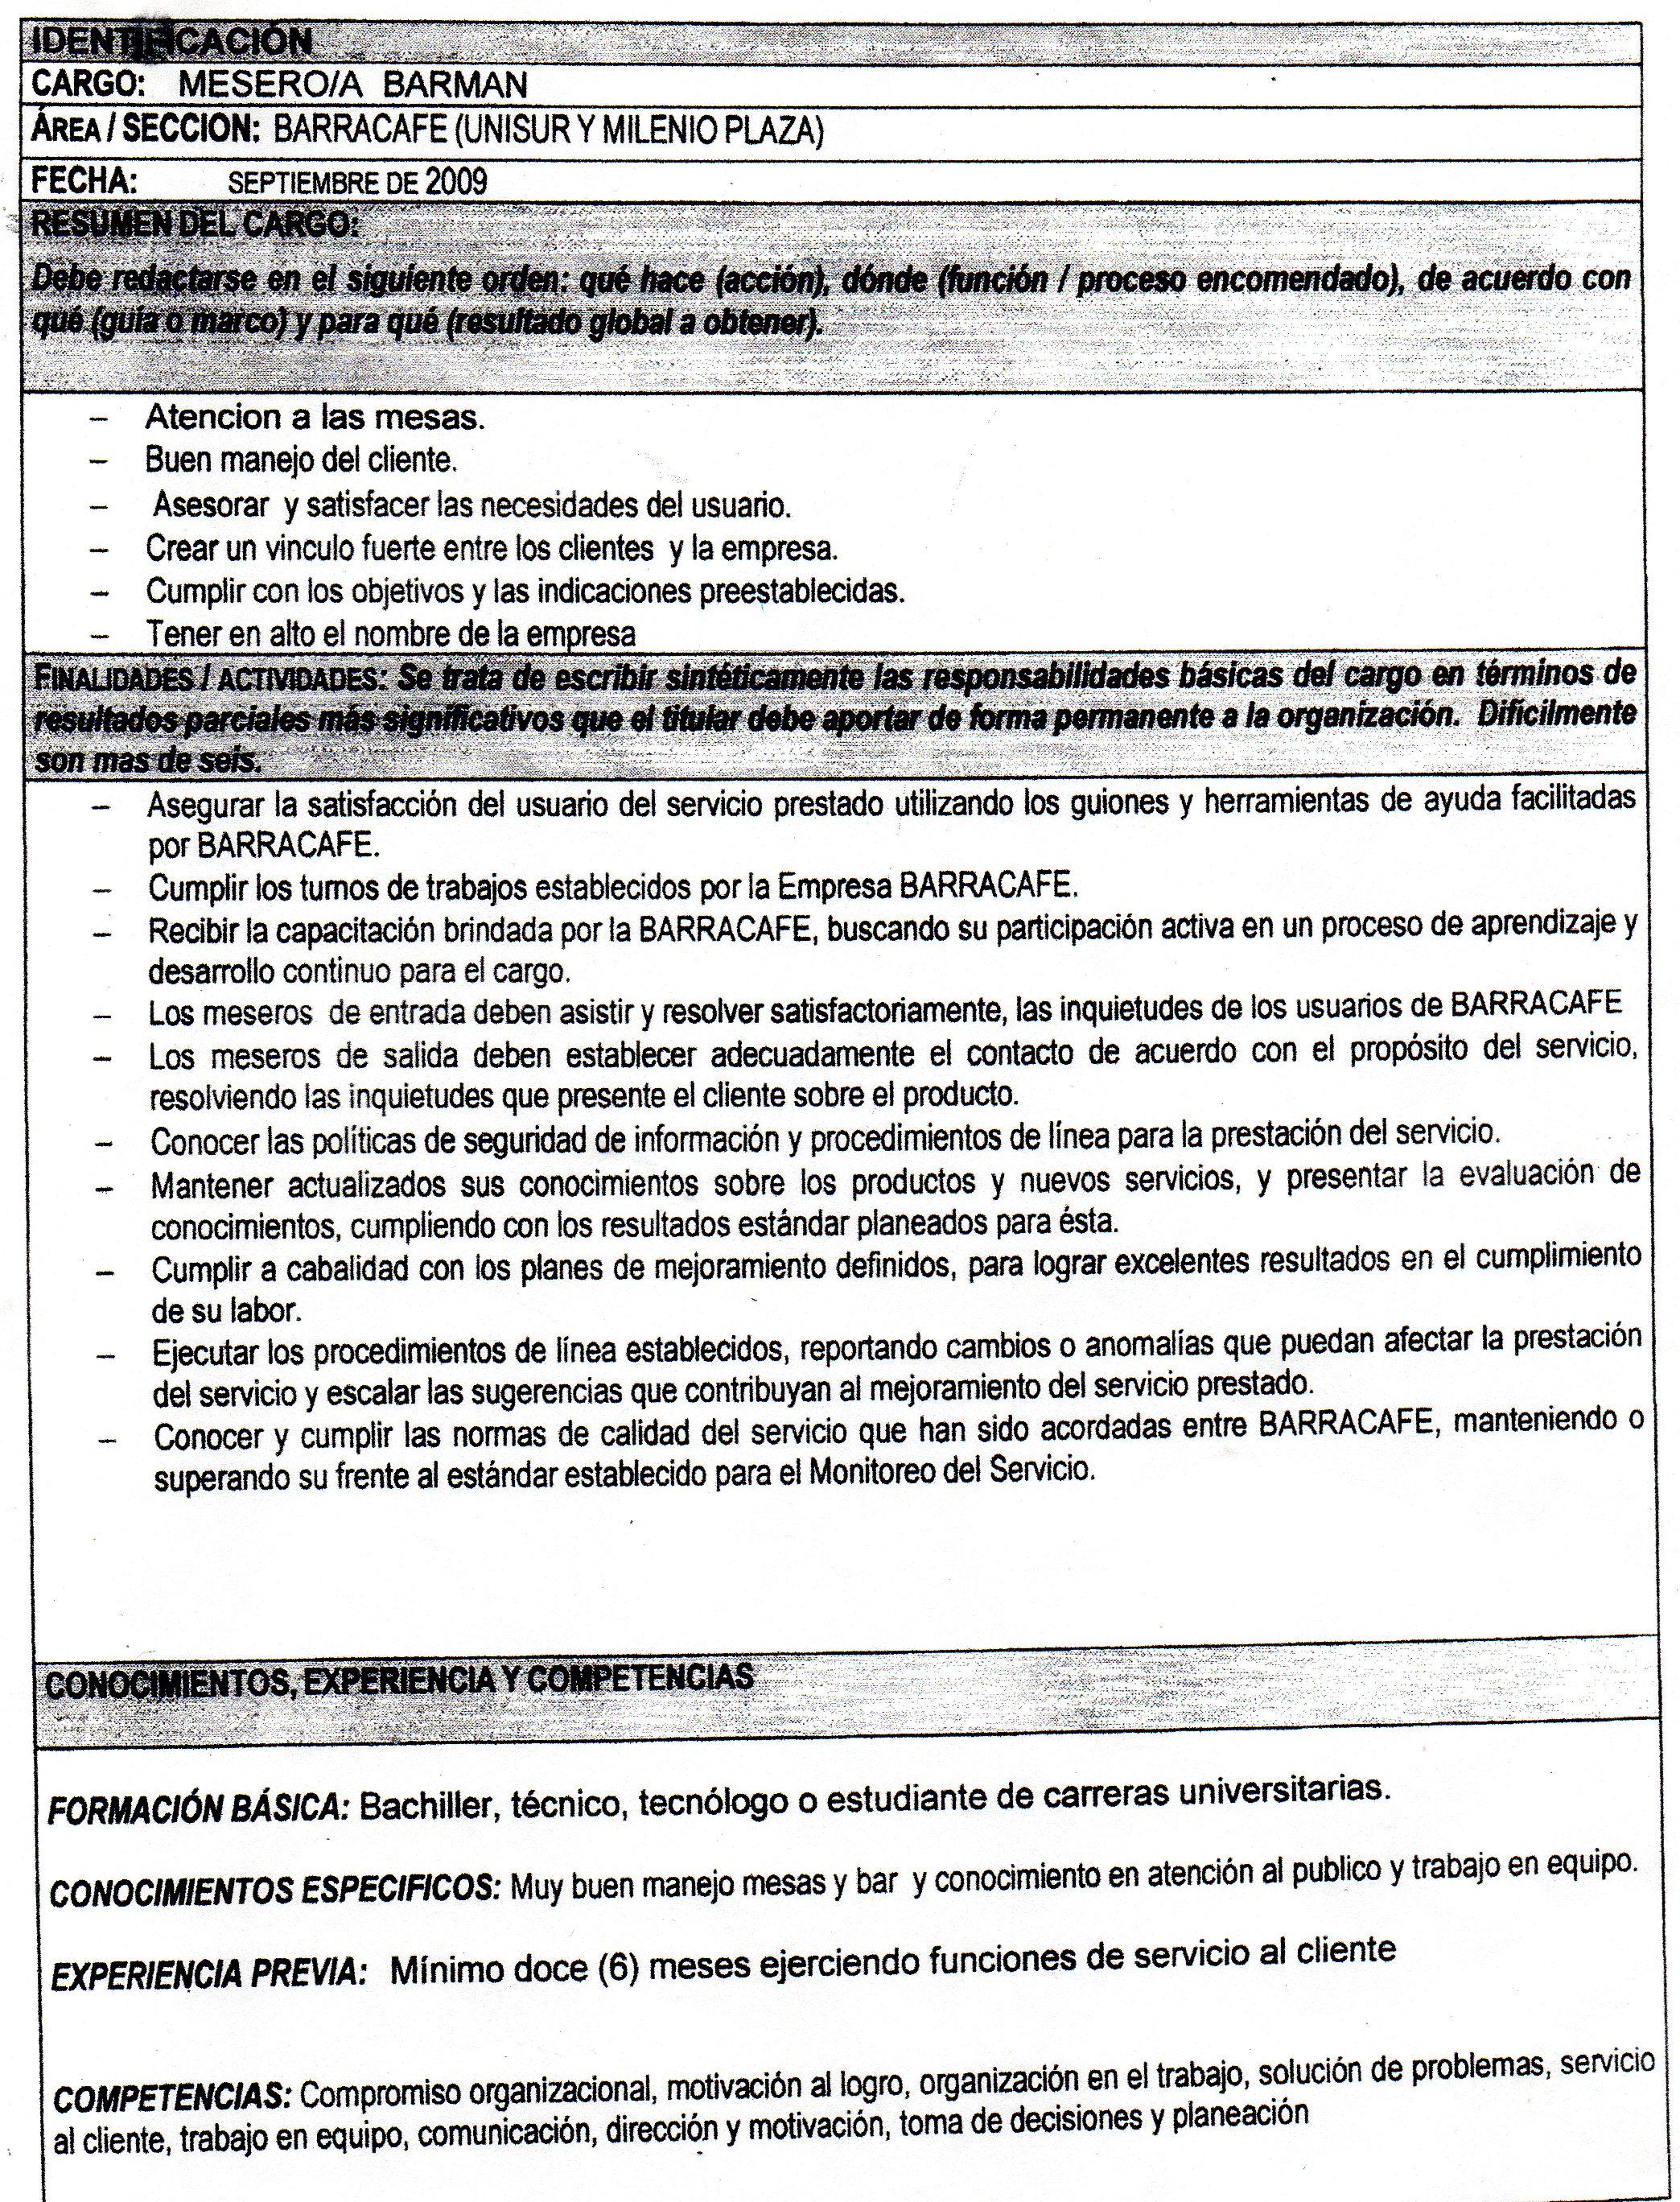 IDENTIFICACIÓN
CARGO: MESERO/A BARMAN
ÁREA / SECCION: BARRACAFE (UNISUR Y MILENIO PLAZA)
FECHA: SEPTIEMBRE DE 2009
RESUMEN DEL CARGO:
Debe redactarse en el siguiente orden: qué hace (acción), dónde (función / proceso encomendado), de acuerdo con
qué (guía o marco) y para qué (resultado global a obtener).
– Atencion a las mesas.
– Buen manejo del cliente.
– Asesorar y satisfacer las necesidades del usuario.
– Crear un vinculo fuerte entre los clientes y la empresa.
– Cumplir con los objetivos y las indicaciones preestablecidas.
– Tener en alto el nombre de la empresa
FINALIDADES / ACTIVIDADES: Se trata de escribir sintéticamente las responsabilidades básicas del cargo en términos de
resultados parciales más significativos que el titular debe aportar de forma permanente a la organización. Dificilmente
son mas de seis.
– Asegurar la satisfacción del usuario del servicio prestado utilizando los guiones y herramientas de ayuda facilitadas
por BARRACAFE.
– Cumplir los turnos de trabajos establecidos por la Empresa BARRACAFE.
– Recibir la capacitación brindada por la BARRACAFE, buscando su participación activa en un proceso de aprendizaje y
desarrollo continuo para el cargo.
– Los meseros de entrada deben asistir y resolver satisfactoriamente, las inquietudes de los usuarios de BARRACAFE
– Los meseros de salida deben establecer adecuadamente el contacto de acuerdo con el propósito del servicio,
resolviendo las inquietudes que presente el cliente sobre el producto.
– Conocer las políticas de seguridad de información y procedimientos de línea para la prestación del servicio.
– Mantener actualizados sus conocimientos sobre los productos y nuevos servicios, y presentar la evaluación de
conocimientos, cumpliendo con los resultados estándar planeados para ésta.
– Cumplir a cabalidad con los planes de mejoramiento definidos, para lograr excelentes resultados en el cumplimiento
de su labor.
– Ejecutar los procedimientos de línea establecidos, reportando cambios o anomalías que puedan afectar la prestación
del servicio y escalar las sugerencias que contribuyan al mejoramiento del servicio prestado.
– Conocer y cumplir las normas de calidad del servicio que han sido acordadas entre BARRACAFE, manteniendo o
superando su frente al estándar establecido para el Monitoreo del Servicio.
CONOCIMIENTOS, EXPERIENCIA Y COMPETENCIAS
FORMACIÓN BÁSICA: Bachiller, técnico, tecnólogo o estudiante de carreras universitarias.
CONOCIMIENTOS ESPECIFICOS: Muy buen manejo mesas y bar y conocimiento en atención al publico y trabajo en equipo.
EXPERIENCIA PREVIA: Mínimo doce (6) meses ejerciendo funciones de servicio al cliente
COMPETENCIAS: Compromiso organizacional, motivación al logro, organización en el trabajo, solución de problemas, servicio
al cliente, trabajo en equipo, comunicación, dirección y motivación, toma de decisiones y planeación